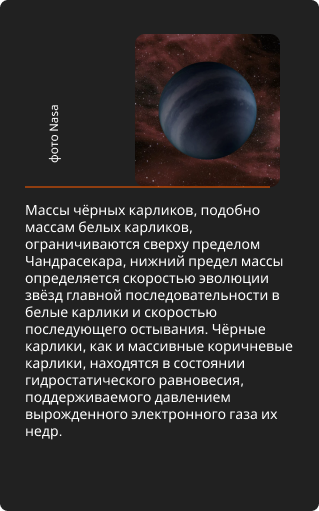 фото Nasa
Массы чёрных карликов, подобно
массам белых карликов,
ограничиваются сверху пределом
Чандрасекара, нижний предел массы
определяется скоростью эволюции
звёзд главной последовательности в
белые карлики и скоростью
последующего остывания. Чёрные
карлики, как и массивные коричневые
карлики, находятся в состоянии
гидростатического равновесия,
поддерживаемого давлением
вырожденного электронного газа их
недр.